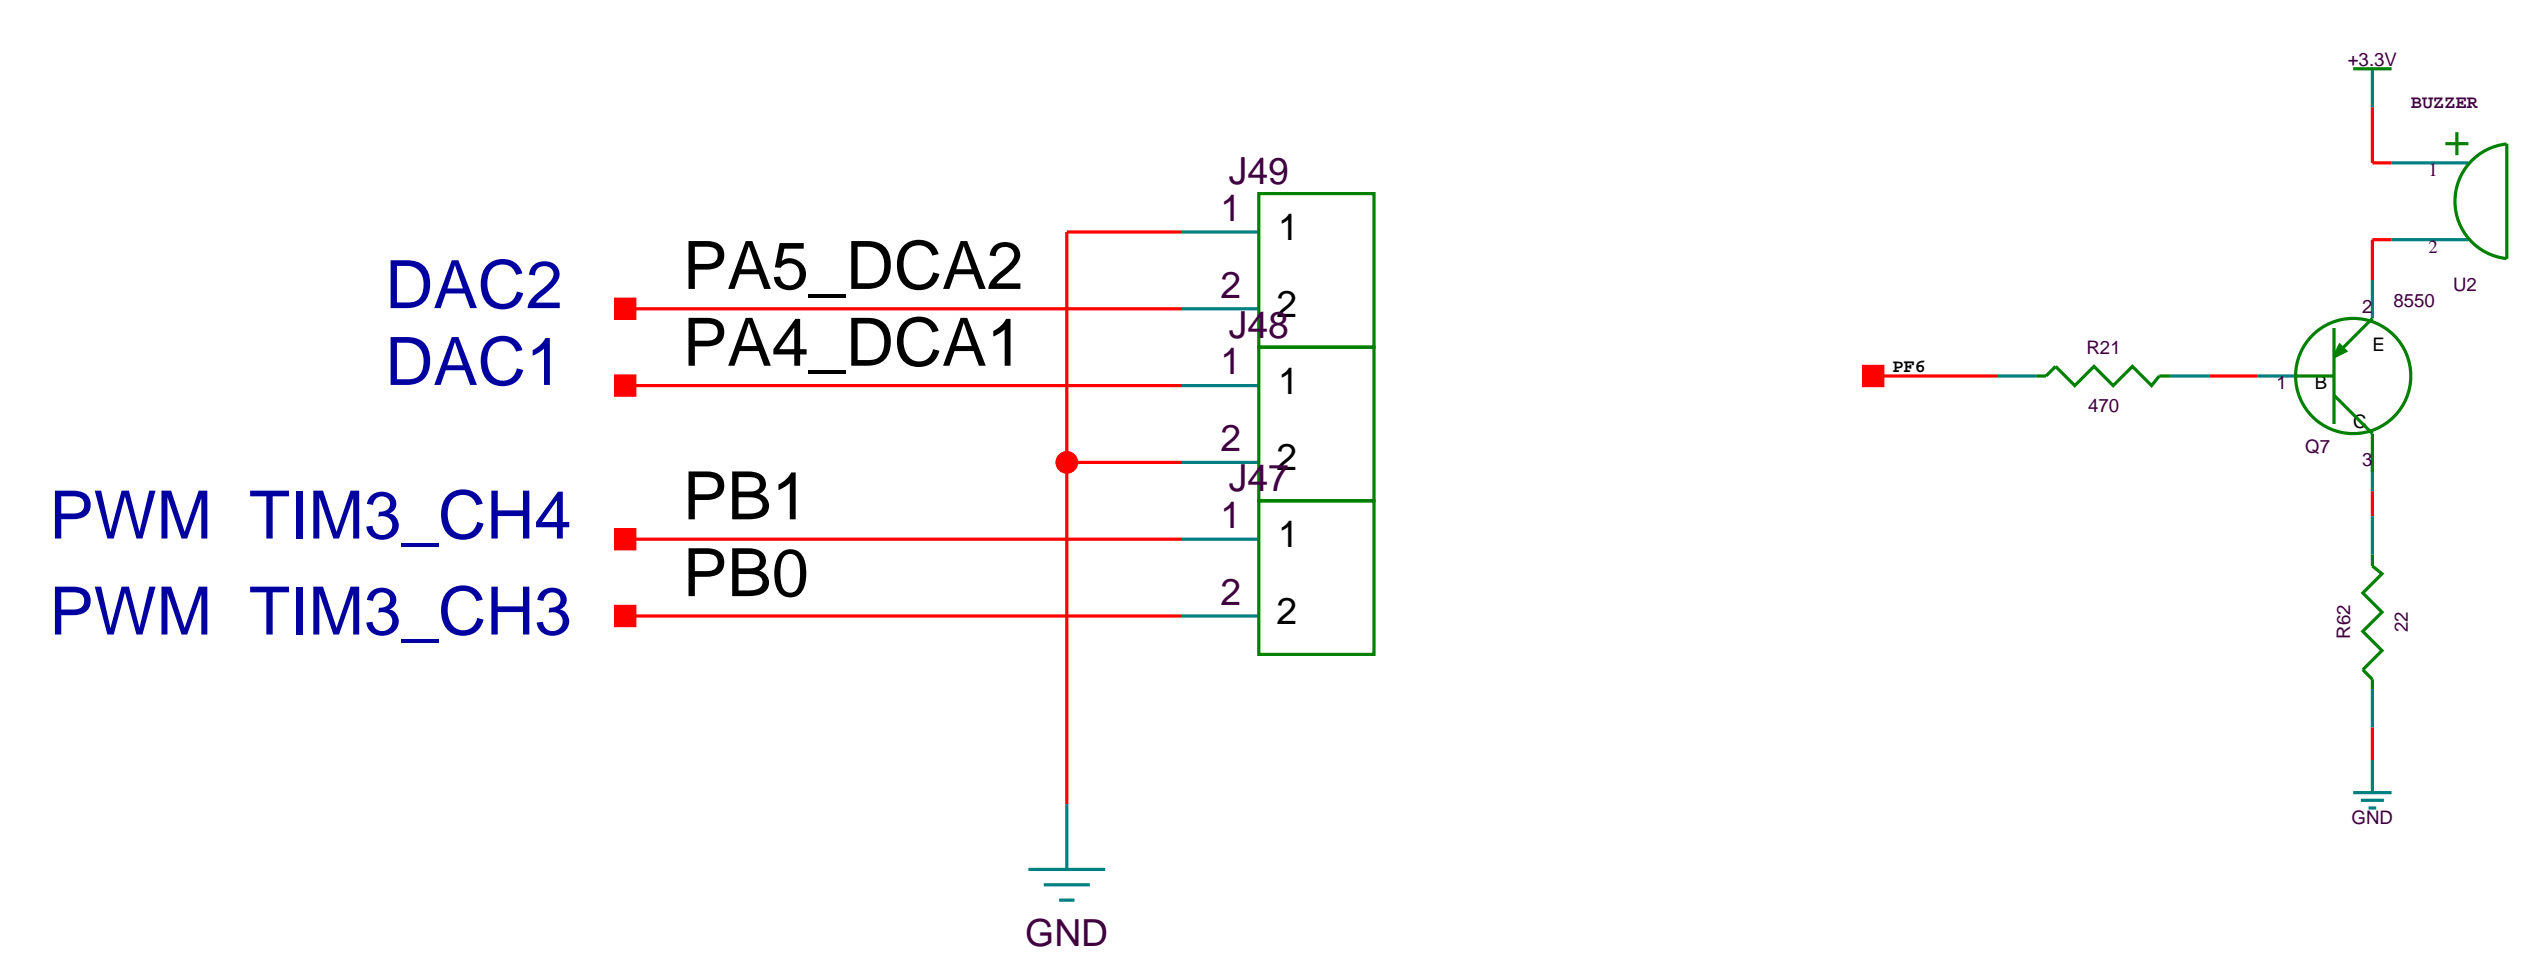 J49
1
1
DAC2
PA5_DCA2
2
2
J48
DAC1
PA4_DCA1
1
1
2
2
J47
PWM TIM3_CH4
PB1
1
1
PWM TIM3_CH3
PB0
2
2
GND
+3.3V
BUZZER
+
1
2
U2
8550
2
E
PF6
R21
470
1
B
C
Q7
3
R62
22
GND